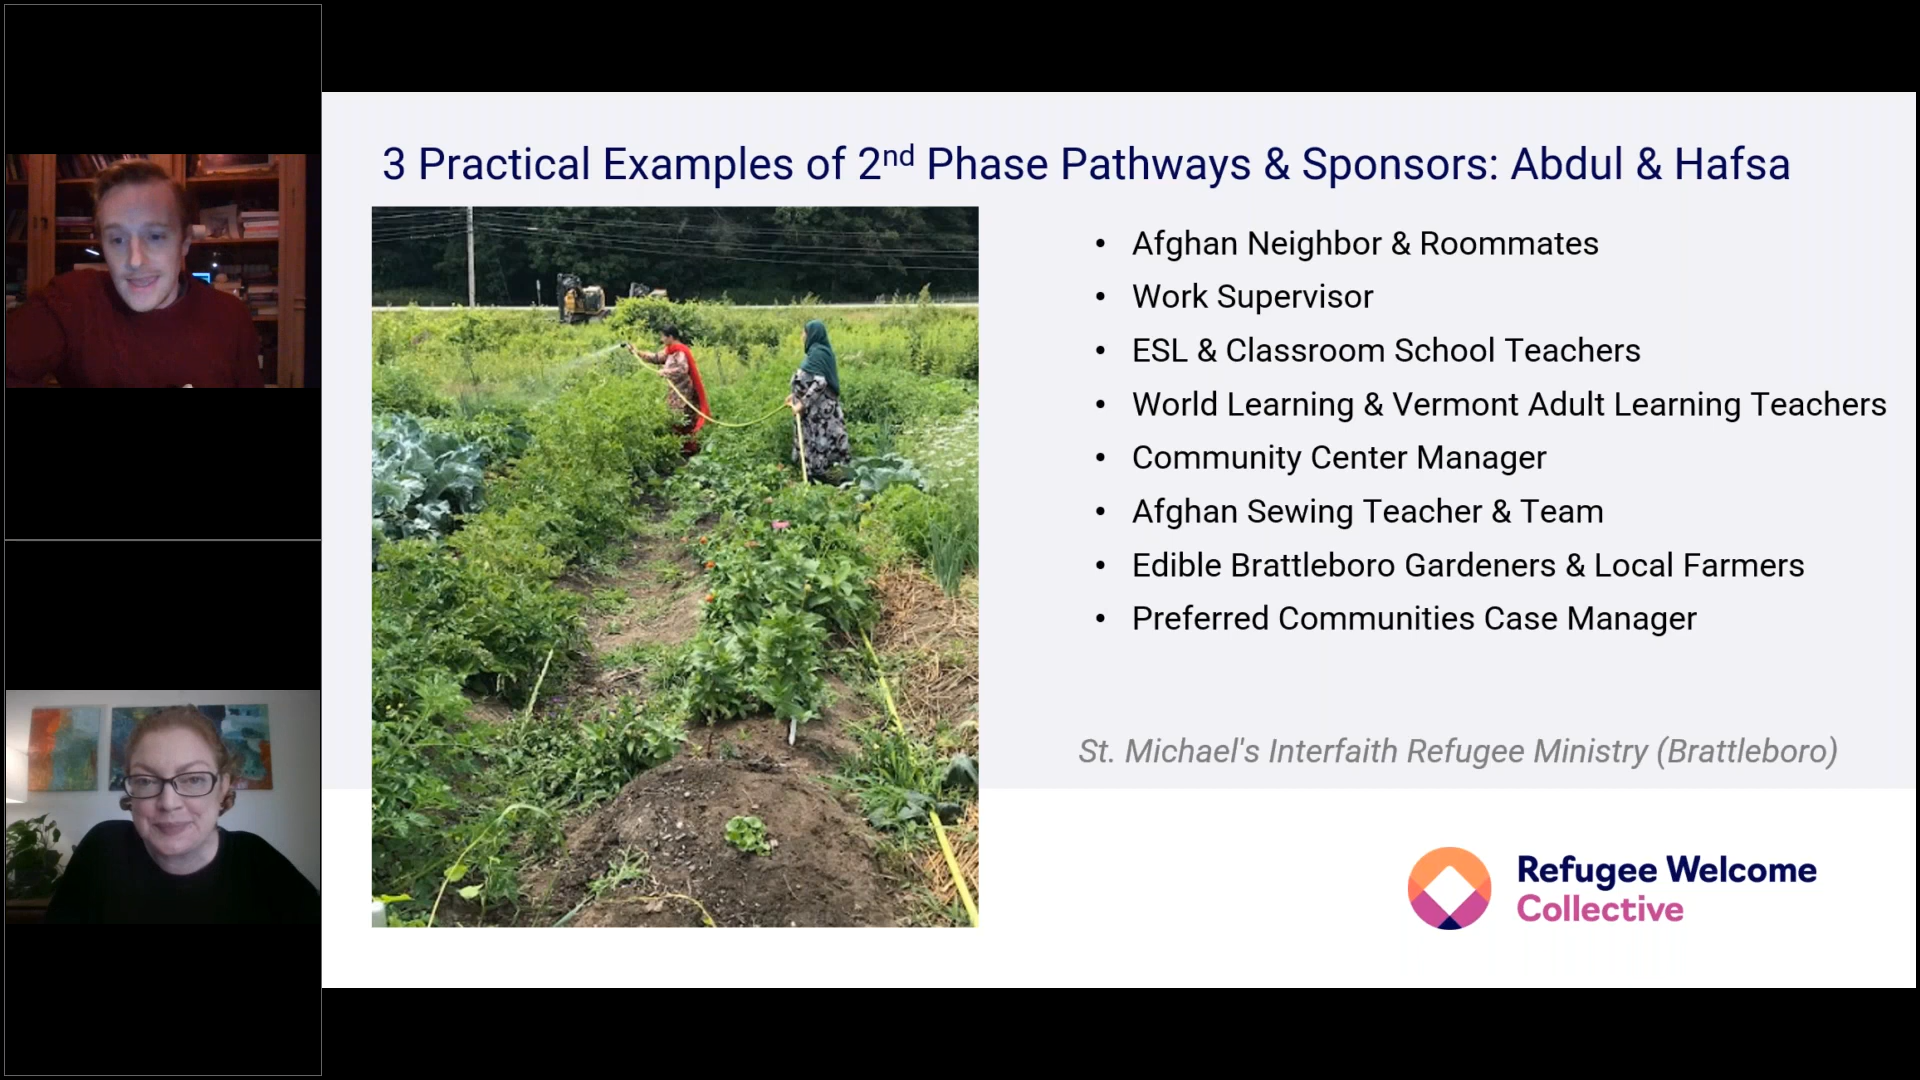 3 Practical Examples of 2nd Phase Pathways & Sponsors: Abdul & Hafsa
• Afghan Neighbor & Roommates
• Work Supervisor
• ESL & Classroom School Teachers
• World Learning & Vermont Adult Learning Teachers
• Community Center Manager
• Afghan Sewing Teacher & Team
• Edible Brattleboro Gardeners & Local Farmers
• Preferred Communities Case Manager
St. Michael's Interfaith Refugee Ministry (Brattleboro)
Refugee Welcome
Collective